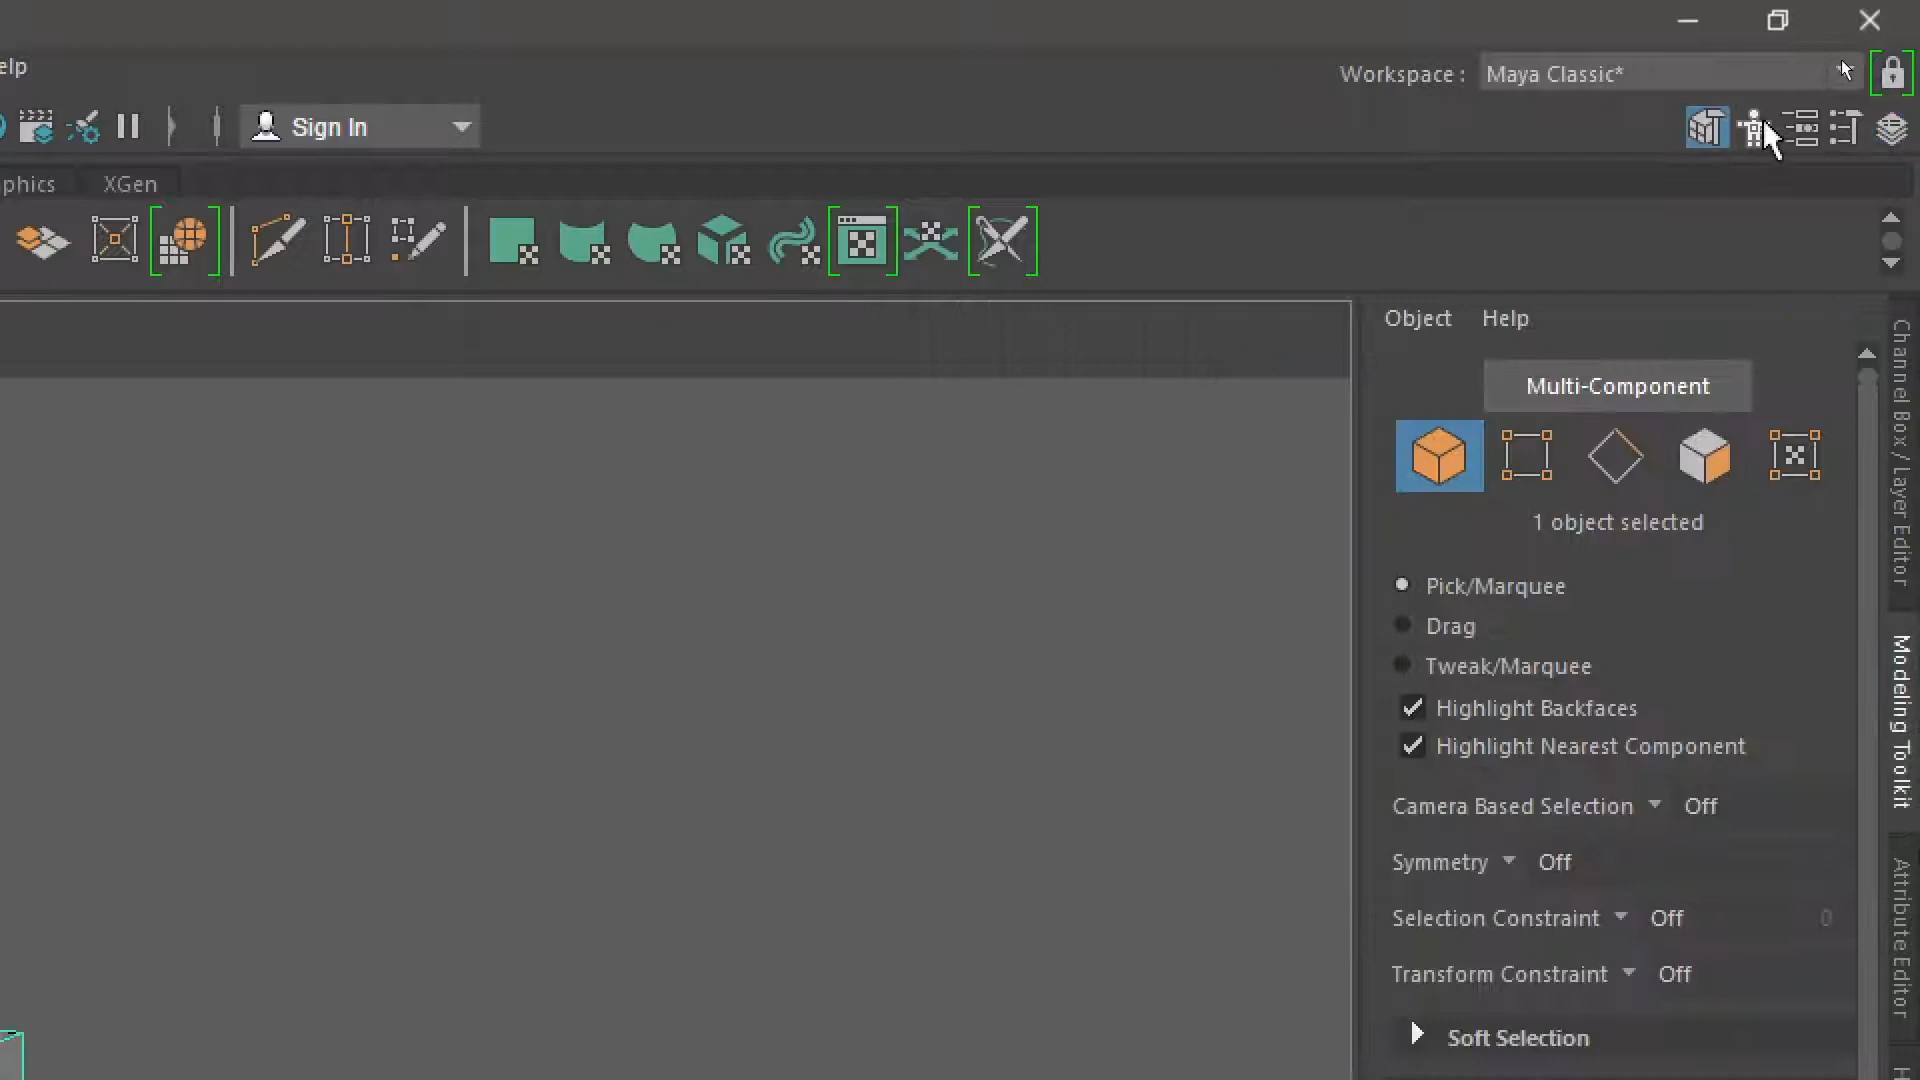 elp
Workspace :
Maya Classic*
Sign In
phics
XGen
Object
Help
Multi-Component
1 object selected
Pick/Marquee
Drag
Tweak/Marquee
Highlight Backfaces
Highlight Nearest Component
Camera Based Selection
Off
Symmetry
Off
Selection Constraint
Off
0
Transform Constraint
Off
Soft Selection
Channel Box / Layer Editor
Modeling Toolkit
Attribute Editor